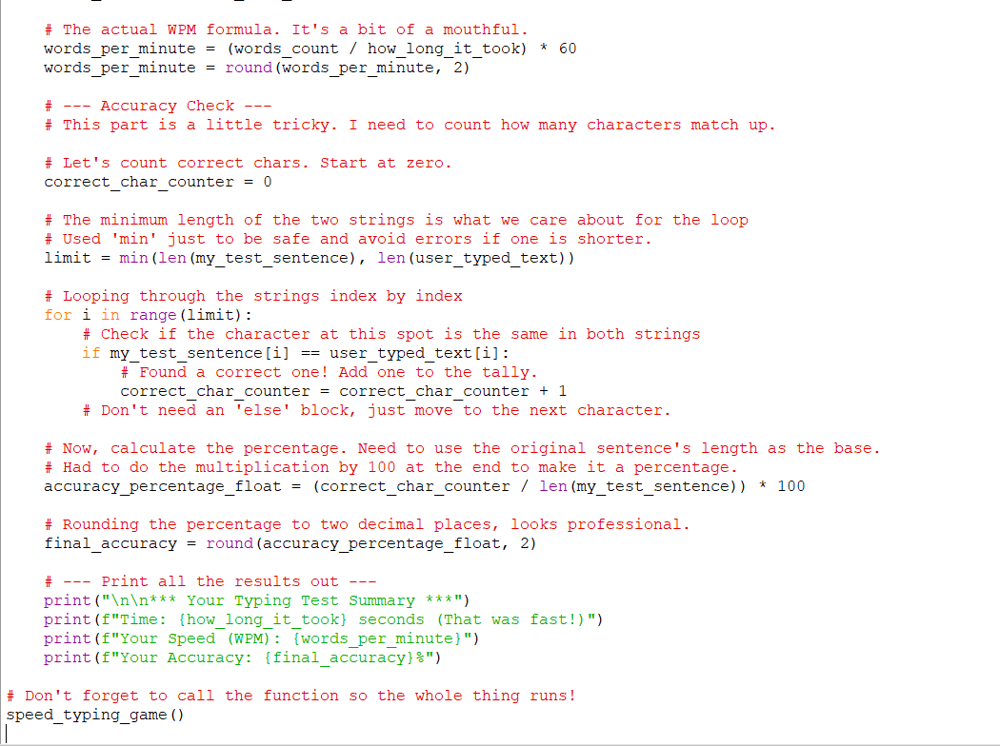 # The actual WPM formula. It's a bit of a mouthful.
words_per_minute = (words_count / how_long_it_took) * 60
words_per_minute = round(words_per_minute, 2)
# --- Accuracy Check ---
# This part is a little tricky. I need to count how many characters match up.
# Let's count correct chars. Start at zero.
correct_char_counter = 0
# The minimum length of the two strings is what we care about for the loop
# Used 'min' just to be safe and avoid errors if one is shorter.
limit = min(len(my_test_sentence), len(user_typed_text))
# Looping through the strings index by index
for i in range(limit):
# Check if the character at this spot is the same in both strings
if my_test_sentence[i] == user_typed_text[i]:
# Found a correct one! Add one to the tally.
correct_char_counter = correct_char_counter + 1
# Don't need an 'else' block, just move to the next character.
# Now, calculate the percentage. Need to use the original sentence's length as the base.
# Had to do the multiplication by 100 at the end to make it a percentage.
accuracy_percentage_float = (correct_char_counter / len(my_test_sentence)) * 100
# Rounding the percentage to two decimal places, looks professional.
final_accuracy = round(accuracy_percentage_float, 2)
# --- Print all the results out ---
print("\n\n*** Your Typing Test Summary ***")
print(f"Time: {how_long_it_took} seconds (That was fast!)")
print(f"Your Speed (WPM): {words_per_minute}")
print(f"Your Accuracy: {final_accuracy}%")
# Don't forget to call the function so the whole thing runs!
speed_typing_game()